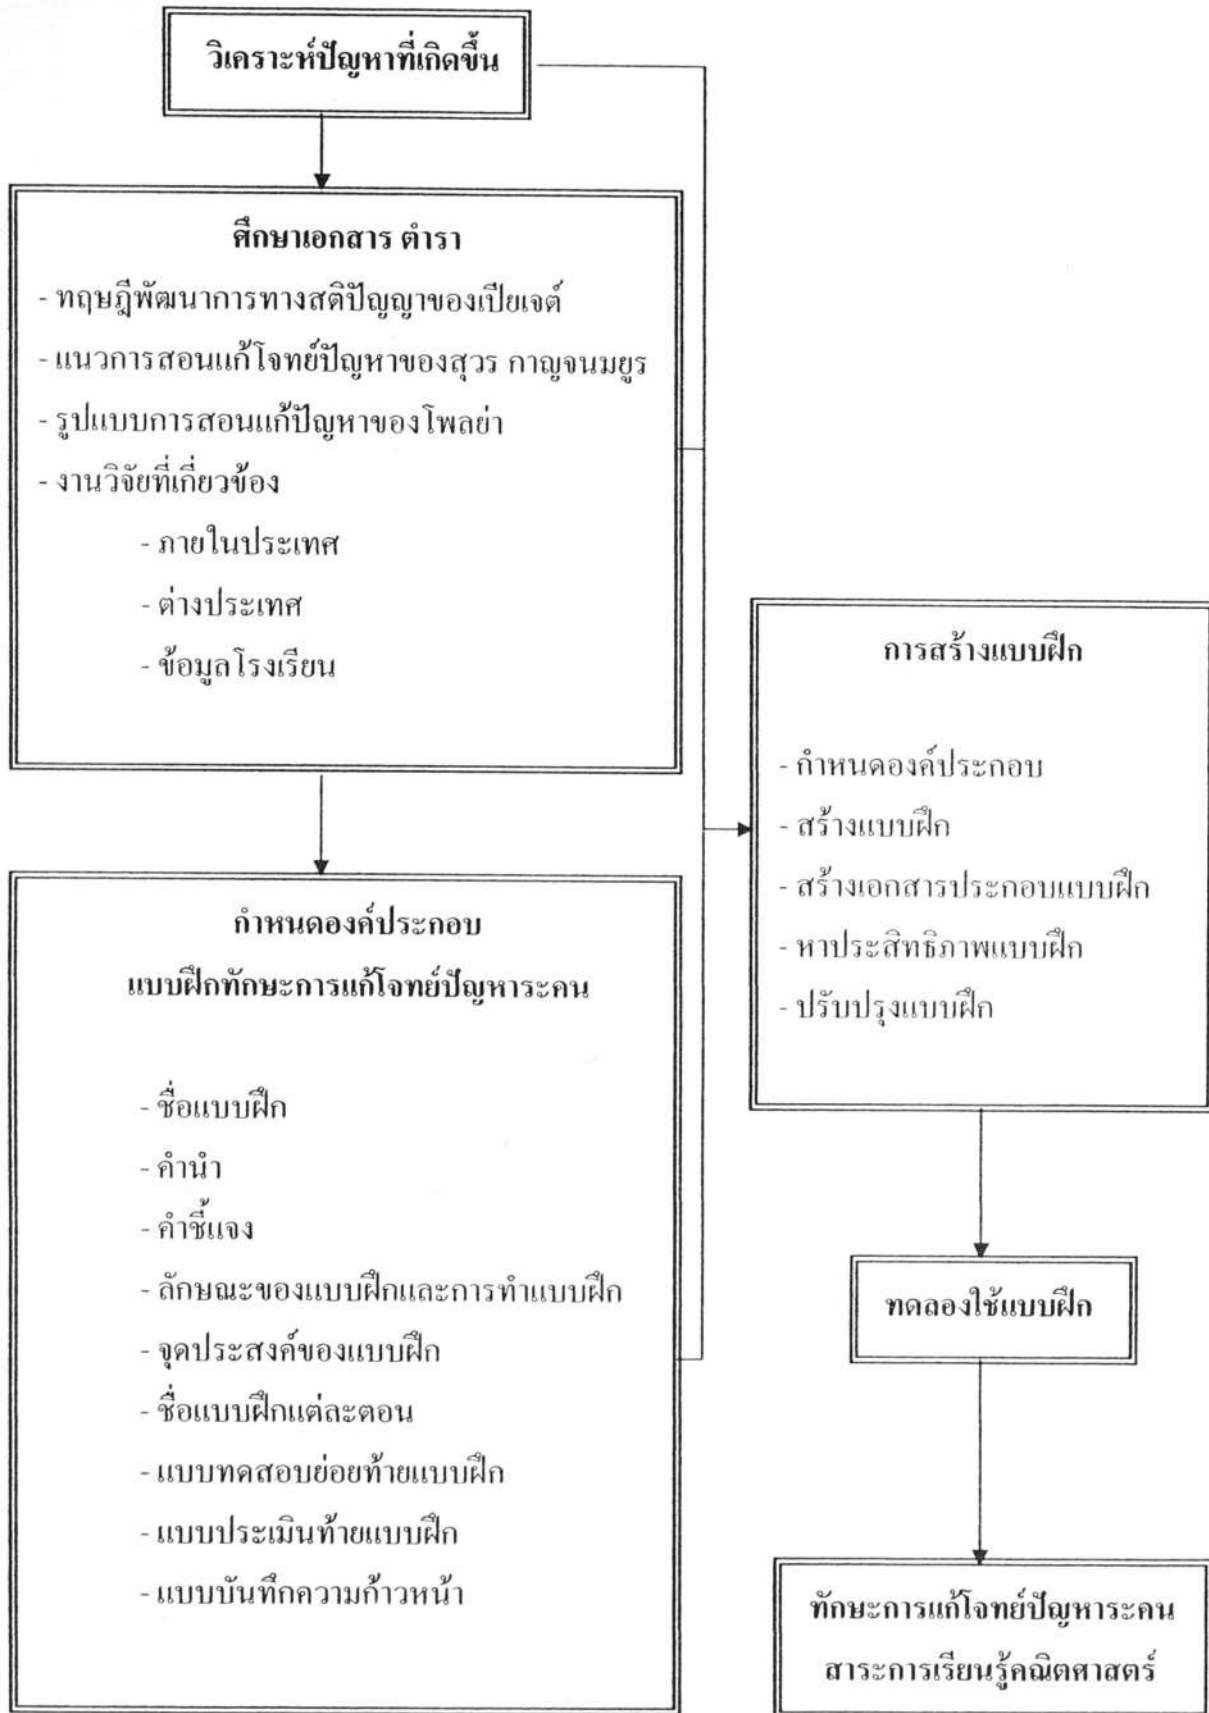 วิเคราะห์ปัญหาที่เกิดขึ้น
ศึกษาเอกสาร ตำรา
- ทฤษฎีพัฒนาการทางสติปัญญาของเปียเจต์
- แนวการสอนแก้โจทย์ปัญหาของสุวร กาญจนมยูร
- รูปแบบการสอนแก้ปัญหาของโพลย่า
- งานวิจัยที่เกี่ยวข้อง
- ภายในประเทศ
- ต่างประเทศ
- ข้อมูลโรงเรียน
กำหนดองค์ประกอบ
แบบฝึกทักษะการแก้โจทย์ปัญหาระคน
- ชื่อแบบฝึก
- คำนำ
- คำชี้แจง
- ลักษณะของแบบฝึกและการทำแบบฝึก
- จุดประสงค์ของแบบฝึก
- ชื่อแบบฝึกแต่ละตอน
- แบบทดสอบย่อยท้ายแบบฝึก
- แบบประเมินท้ายแบบฝึก
- แบบบันทึกความก้าวหน้า
การสร้างแบบฝึก
- กำหนดองค์ประกอบ
- สร้างแบบฝึก
- สร้างเอกสารประกอบแบบฝึก
- หาประสิทธิภาพแบบฝึก
- ปรับปรุงแบบฝึก
ทดลองใช้แบบฝึก
ทักษะการแก้โจทย์ปัญหาระคน
สาระการเรียนรู้คณิตศาสตร์